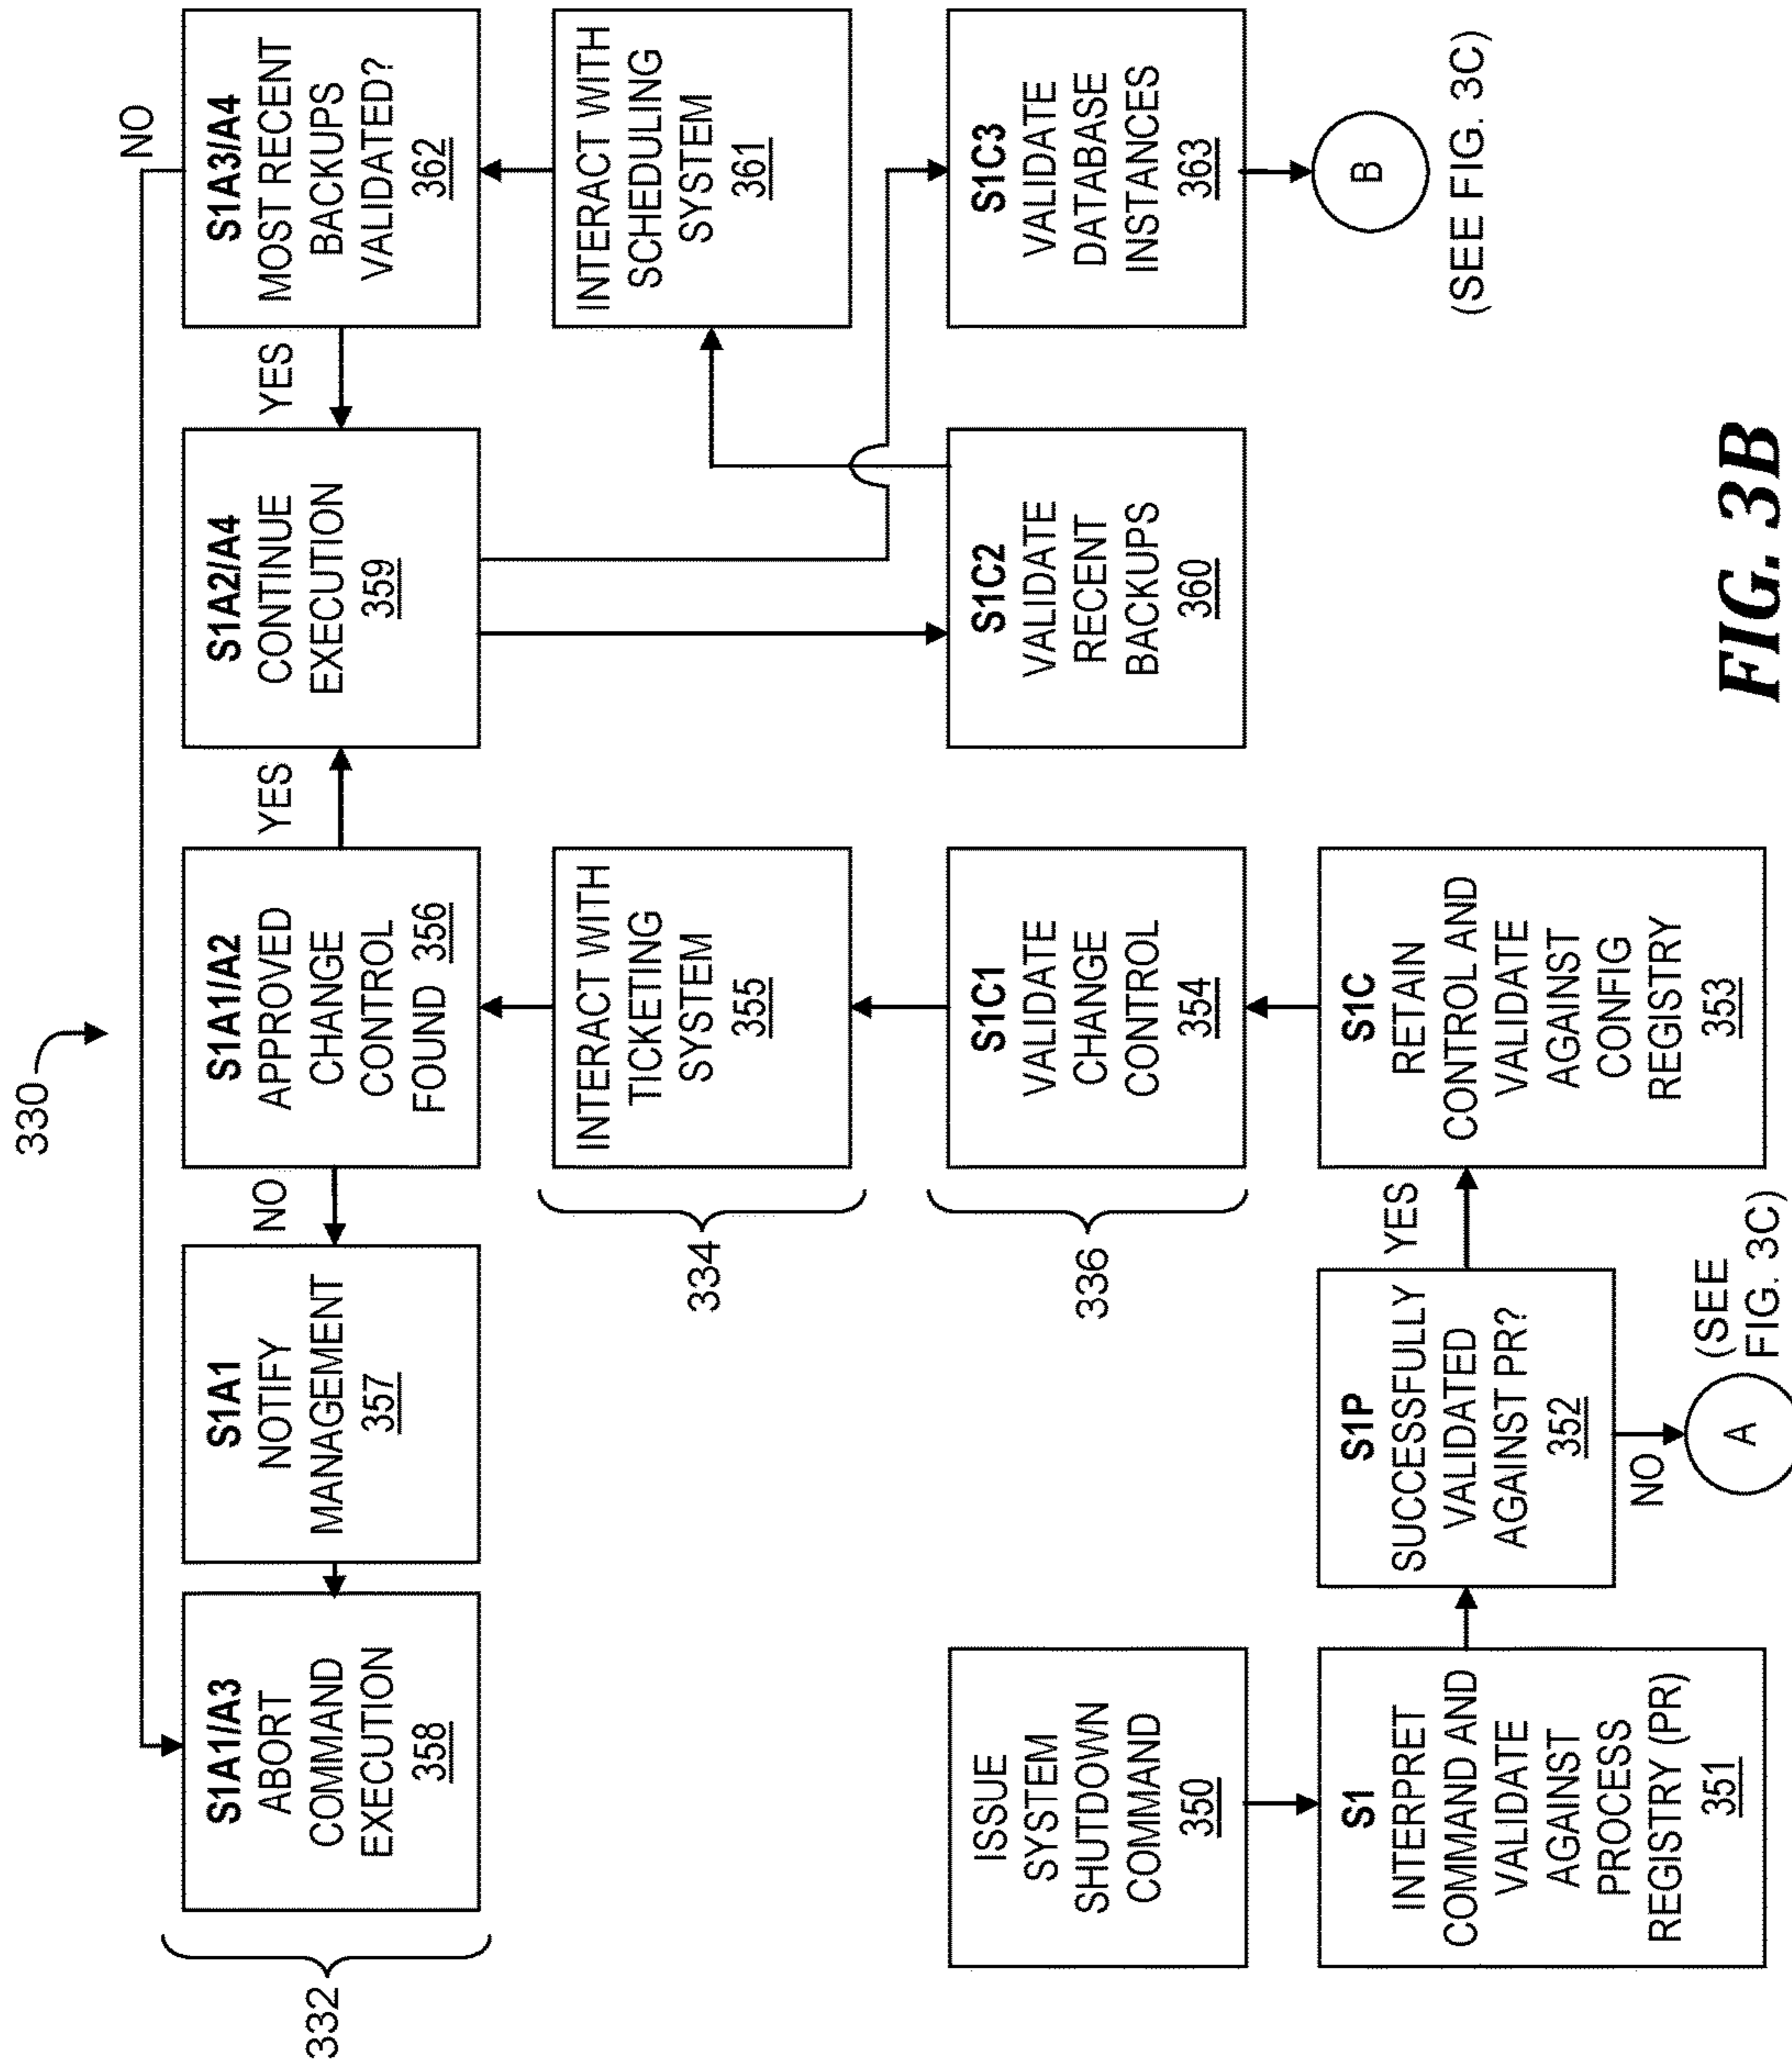 330
NO
332
S1A1/A3
ABORT
COMMAND
EXECUTION
358
S1A1
NOTIFY
MANAGEMENT
357
NO
S1A1/A2
APPROVED
CHANGE
CONTROL
FOUND 356
YES
S1A2/A4
CONTINUE
EXECUTION
359
YES
S1A3/A4
MOST RECENT
BACKUPS
VALIDATED?
362
334
INTERACT WITH
TICKETING
SYSTEM
355
INTERACT WITH
SCHEDULING
SYSTEM
361
ISSUE
SYSTEM
SHUTDOWN
COMMAND
350
336
S1C1
VALIDATE
CHANGE
CONTROL
354
S1C2
VALIDATE
RECENT
BACKUPS
360
S1C3
VALIDATE
DATABASE
INSTANCES
363
S1
INTERPRET
COMMAND AND
VALIDATE
AGAINST
PROCESS
REGISTRY (PR)
351
S1P
SUCCESSFULLY
VALIDATED
AGAINST PR?
352
YES
S1C
RETAIN
CONTROL AND
VALIDATE
AGAINST
CONFIG
REGISTRY
353
B
(SEE FIG. 3C)
NO
A
(SEE
FIG. 3C)
FIG. 3B